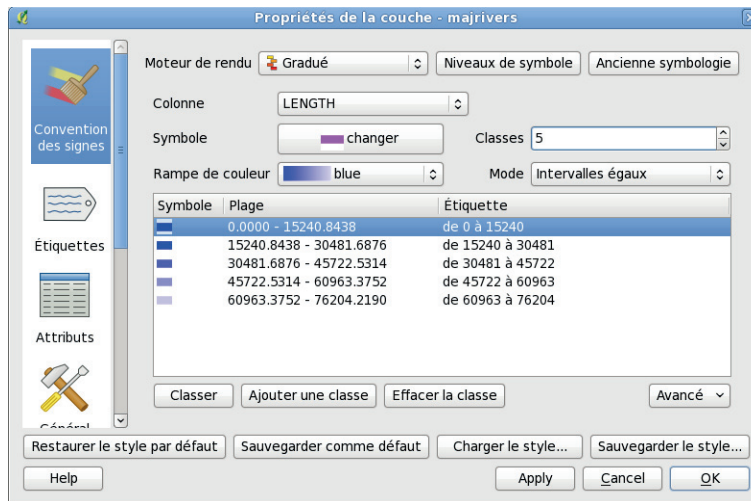 Propriétés de la couche - majrivers
Convention des signes
Étiquettes
Attributs
Général
Moteur de rendu Gradué Niveaux de symbole Ancienne symbologie
Colonne LENGTH
Symbole changer Classes 5
Rampe de couleur blue Mode Intervalles égaux
Symbole Plage Étiquette
0.0000 - 15240.8438 de 0 à 15240
15240.8438 - 30481.6876 de 15240 à 30481
30481.6876 - 45722.5314 de 30481 à 45722
45722.5314 - 60963.3752 de 45722 à 60963
60963.3752 - 76204.2190 de 60963 à 76204
Classer Ajouter une classe Effacer la classe Avancé
Restaurer le style par défaut Sauvegarder comme défaut Charger le style... Sauvegarder le style...
Help Apply Cancel OK